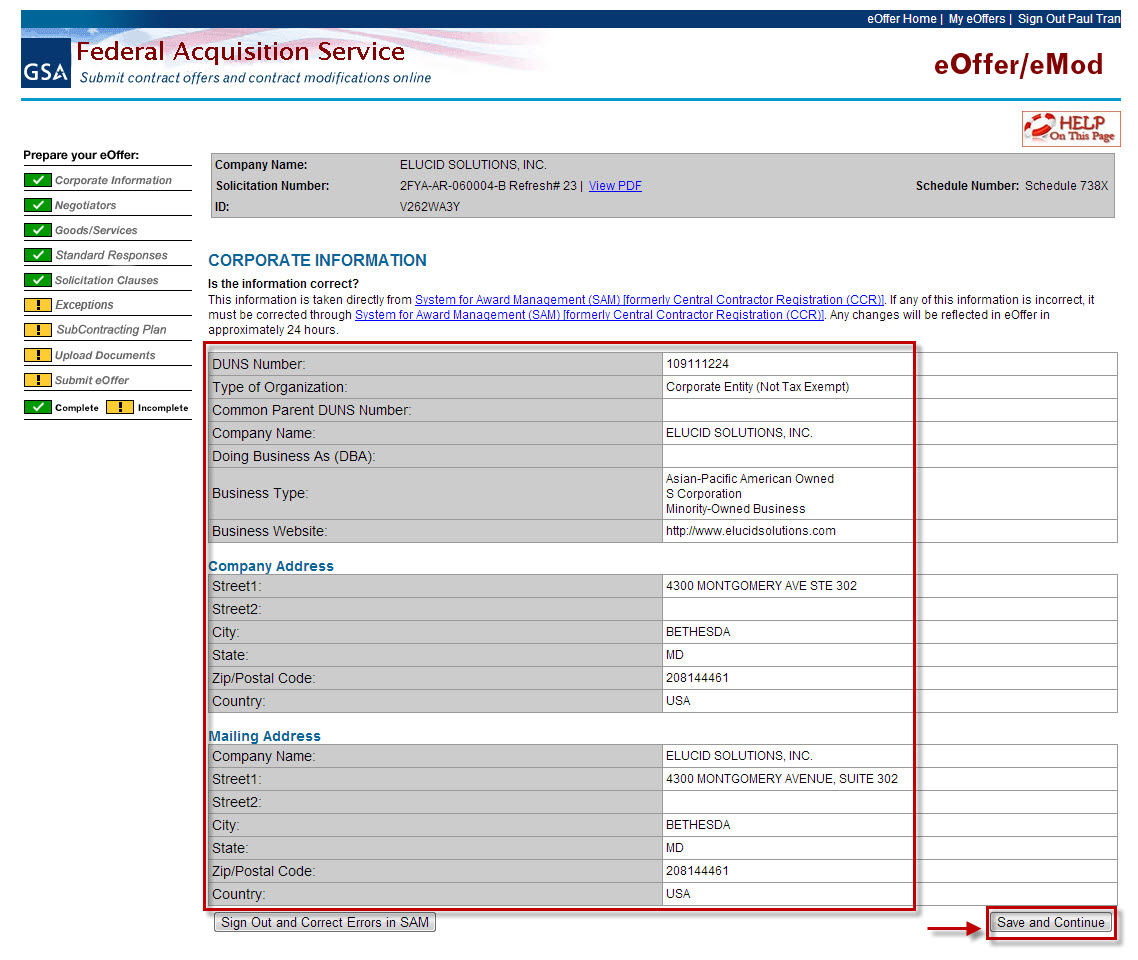 eOffer Home | My eOffers | Sign Out Paul Tran
GSA
Federal Acquisition Service
Submit contract offers and contract modifications online
eOffer/eMod
HELP
On This Page
Prepare your eOffer:
Corporate Information
Negotiators
Goods/Services
Standard Responses
Solicitation Clauses
! Exceptions
! SubContracting Plan
! Upload Documents
! Submit eOffer
Complete ! Incomplete
Company Name: ELUCID SOLUTIONS, INC.
Solicitation Number: 2FYA-AR-060004-B Refresh# 23 | View PDF Schedule Number: Schedule 738X
ID: V262WA3Y
CORPORATE INFORMATION
Is the information correct?
This information is taken directly from System for Award Management (SAM) [formerly Central Contractor Registration (CCR)]. If any of this information is incorrect, it
must be corrected through System for Award Management (SAM) [formerly Central Contractor Registration (CCR)]. Any changes will be reflected in eOffer in
approximately 24 hours.
DUNS Number: 109111224
Type of Organization: Corporate Entity (Not Tax Exempt)
Common Parent DUNS Number:
Company Name: ELUCID SOLUTIONS, INC.
Doing Business As (DBA):
Business Type: Asian-Pacific American Owned
S Corporation
Minority-Owned Business
Business Website: http://www.elucidsolutions.com
Company Address
Street1: 4300 MONTGOMERY AVE STE 302
Street2:
City: BETHESDA
State: MD
Zip/Postal Code: 208144461
Country: USA
Mailing Address
Company Name: ELUCID SOLUTIONS, INC.
Street1: 4300 MONTGOMERY AVENUE, SUITE 302
Street2:
City: BETHESDA
State: MD
Zip/Postal Code: 208144461
Country: USA
Sign Out and Correct Errors in SAM
Save and Continue